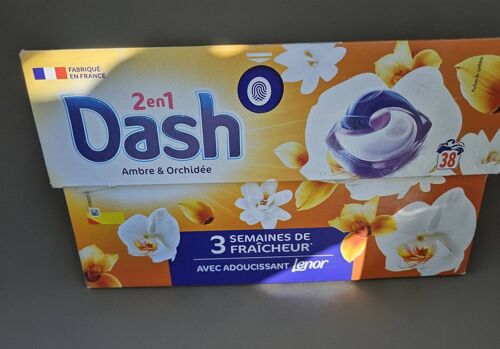 FABRIQUÉ
EN FRANCE
2en1
Dash
Ambre & Orchidée
38
3 SEMAINES DE
FRAÎCHEUR*
AVEC ADOUCISSANT Lenor